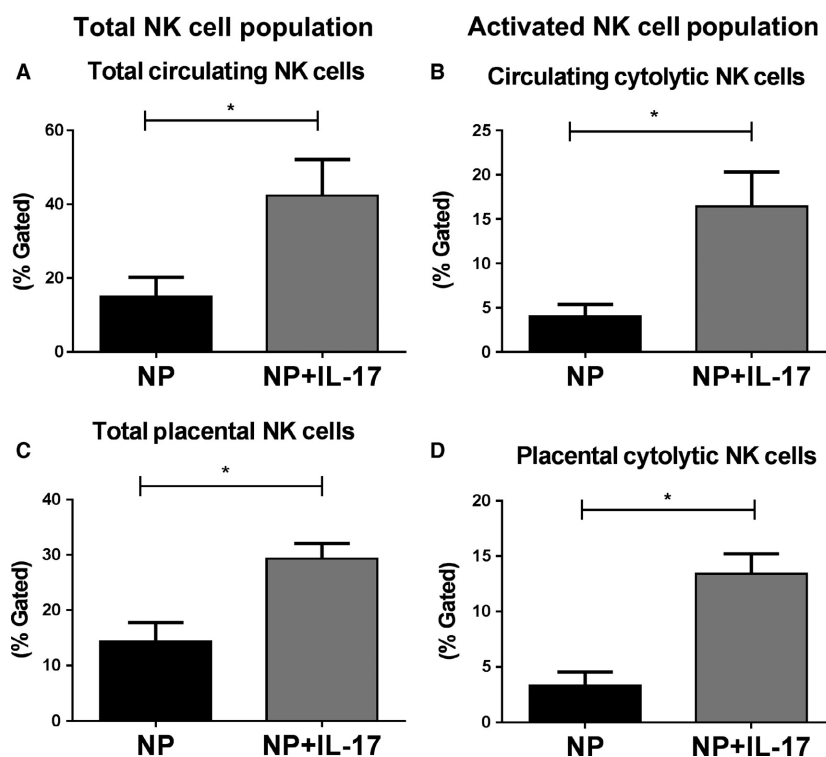 Total NK cell population
Activated NK cell population
A
Total circulating NK cells
*
(% Gated)
60
40
20
0
NP
NP+IL-17
B
Circulating cytolytic NK cells
*
(% Gated)
25
20
15
10
5
0
NP
NP+IL-17
C
Total placental NK cells
*
(% Gated)
40
30
20
10
0
NP
NP+IL-17
D
Placental cytolytic NK cells
*
(% Gated)
20
15
10
5
0
NP
NP+IL-17